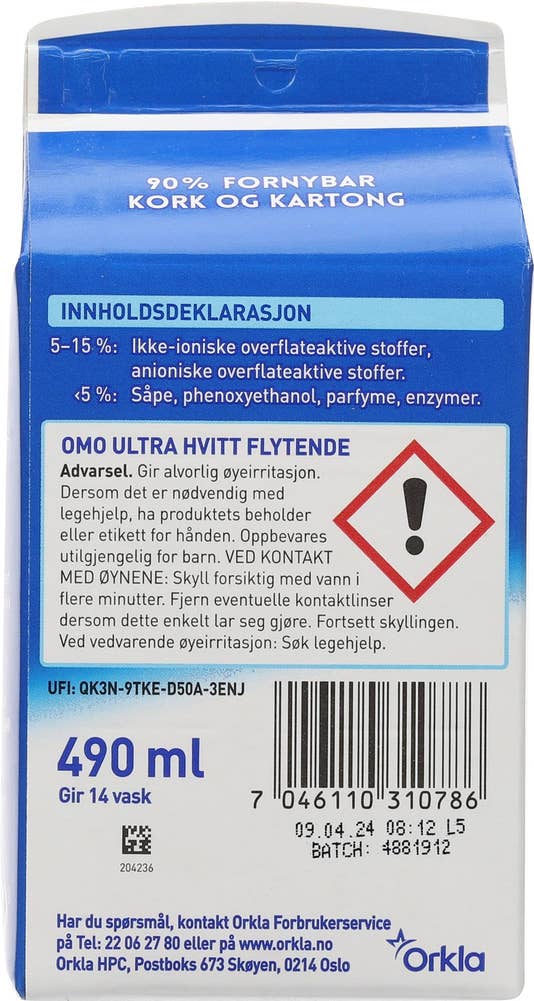 90% FORNYBAR
KORK OG KARTONG
INNHOLDSDEKLARASJON
5–15 %: Ikke-ioniske overflateaktive stoffer,
anioniske overflateaktive stoffer.
<5 %: Såpe, phenoxyethanol, parfyme, enzymer.
OMO ULTRA HVITT FLYTENDE
Advarsel. Gir alvorlig øyeirritasjon.
Dersom det er nødvendig med
legehjelp, ha produktets beholder
eller etikett for hånden. Oppbevares
utilgjengelig for barn. VED KONTAKT
MED ØYNENE: Skyll forsiktig med vann i
flere minutter. Fjern eventuelle kontaktlinser
dersom dette enkelt lar seg gjøre. Fortsett skyllingen.
Ved vedvarende øyeirritasjon: Søk legehjelp.
UFI: QK3N-9TKE-D50A-3ENJ
490 ml
Gir 14 vask
7 046110 310786
09.04.24 08:12 L5
BATCH: 4881912
204236
Har du spørsmål, kontakt Orkla Forbrukerservice
på Tel: 22 06 27 80 eller på www.orkla.no
Orkla HPC, Postboks 673 Skøyen, 0214 Oslo
Orkla